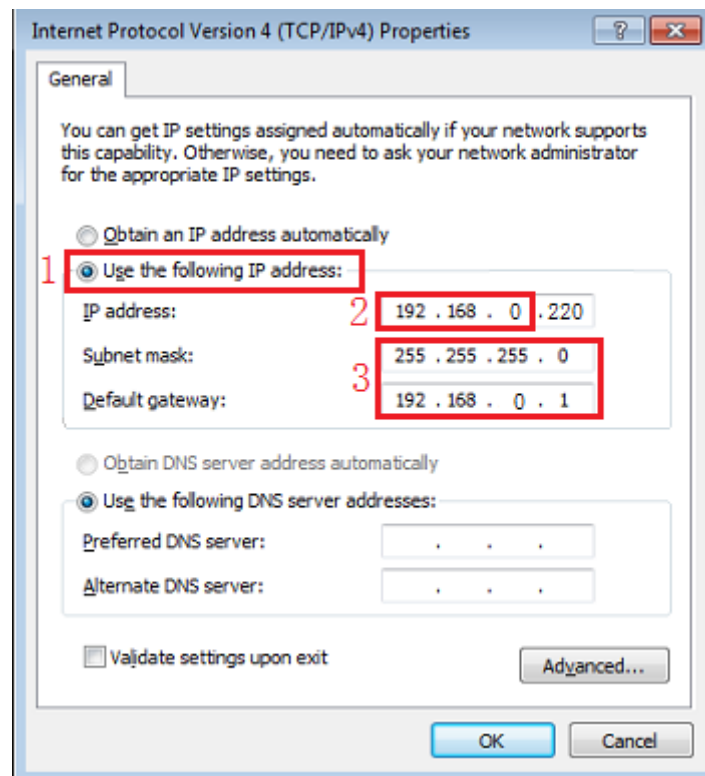 Internet Protocol Version 4 (TCP/IPv4) Properties
General
You can get IP settings assigned automatically if your network supports
this capability. Otherwise, you need to ask your network administrator
for the appropriate IP settings.
Obtain an IP address automatically
1 Use the following IP address:
IP address: 2 192 . 168 . 0 . 220
Subnet mask: 255 . 255 . 255 . 0
3
Default gateway: 192 . 168 . 0 . 1
Obtain DNS server address automatically
Use the following DNS server addresses:
Preferred DNS server: . . .
Alternate DNS server: . . .
Validate settings upon exit
Advanced...
OK Cancel